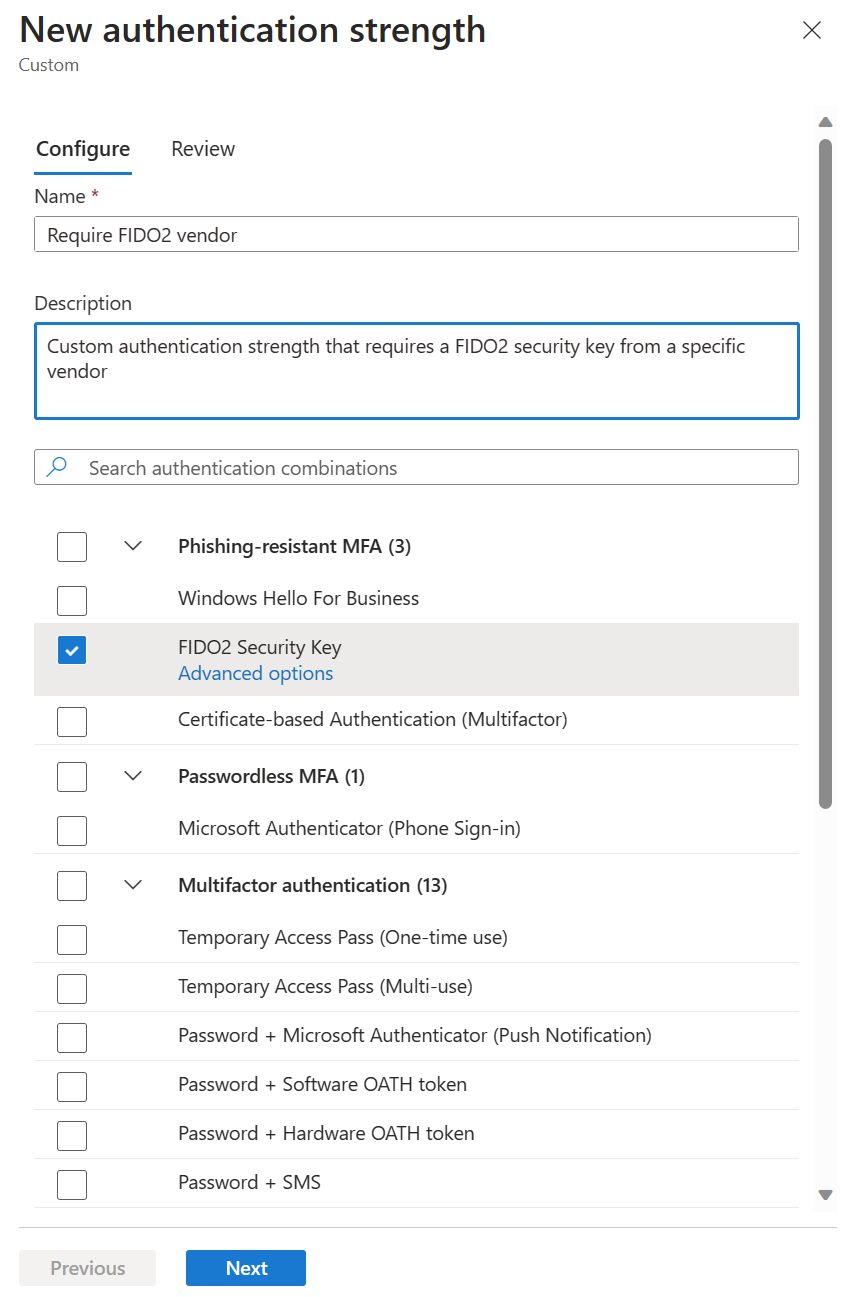 New authentication strength
Custom
Configure
Review
Name *
Require FIDO2 vendor
Description
Custom authentication strength that requires a FIDO2 security key from a specific
vendor
Search authentication combinations
Phishing-resistant MFA (3)
Windows Hello For Business
FIDO2 Security Key
Advanced options
Certificate-based Authentication (Multifactor)
Passwordless MFA (1)
Microsoft Authenticator (Phone Sign-in)
Multifactor authentication (13)
Temporary Access Pass (One-time use)
Temporary Access Pass (Multi-use)
Password + Microsoft Authenticator (Push Notification)
Password + Software OATH token
Password + Hardware OATH token
Password + SMS
Previous
Next